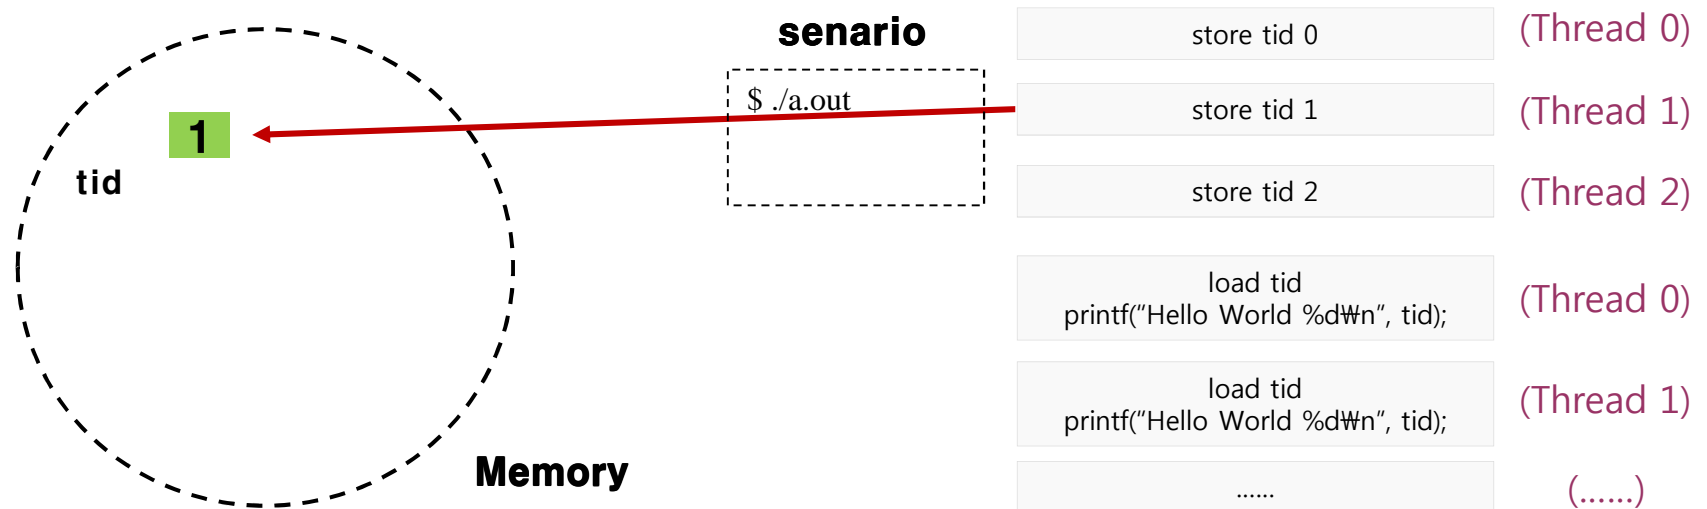 senario
$ ./a.out
1
tid
Memory
store tid 0
(Thread 0)
store tid 1
(Thread 1)
store tid 2
(Thread 2)
load tid
printf("Hello World %d₩n", tid);
(Thread 0)
load tid
printf("Hello World %d₩n", tid);
(Thread 1)
......
(......)